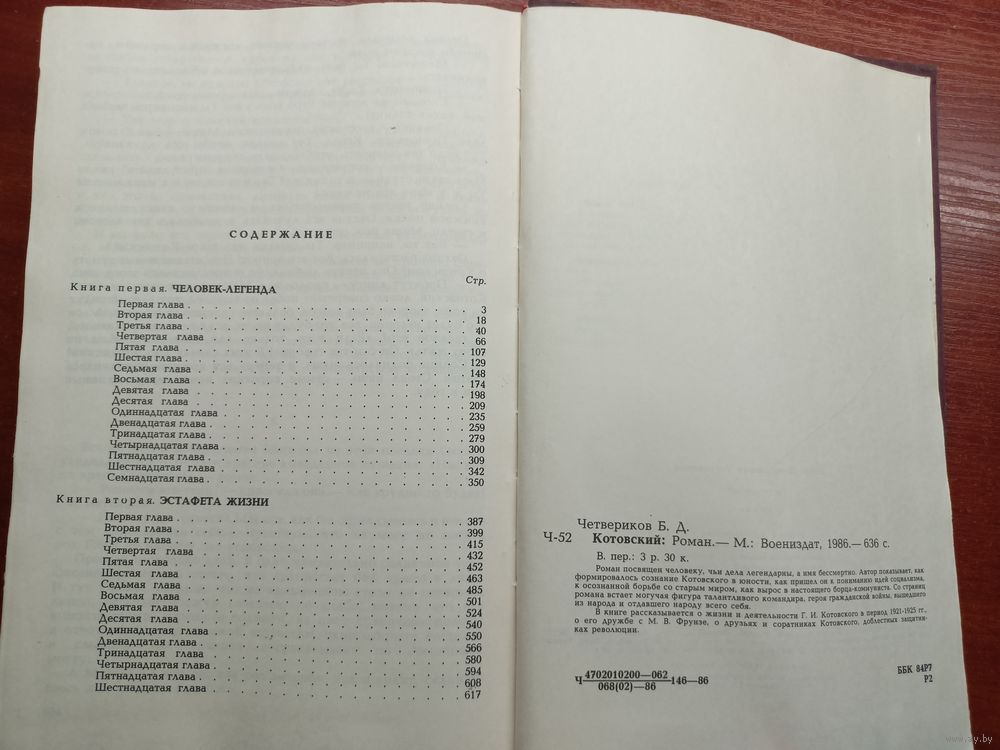 СОДЕРЖАНИЕ
Стр.
Книга первая. ЧЕЛОВЕК-ЛЕГЕНДА
Первая глава . . . . . 3
Вторая глава . . . . . 18
Третья глава . . . . . 40
Четвертая глава . . . . . 66
Пятая глава . . . . . 107
Шестая глава . . . . . 129
Седьмая глава . . . . . 148
Восьмая глава . . . . . 174
Девятая глава . . . . . 198
Десятая глава . . . . . 209
Одиннадцатая глава . . . . . 235
Двенадцатая глава . . . . . 259
Тринадцатая глава . . . . . 279
Четырнадцатая глава . . . . . 300
Пятнадцатая глава . . . . . 309
Шестнадцатая глава . . . . . 342
Семнадцатая глава . . . . . 350
Книга вторая. ЭСТАФЕТА ЖИЗНИ
Первая глава . . . . . 387
Вторая глава . . . . . 399
Третья глава . . . . . 415
Четвертая глава . . . . . 432
Пятая глава . . . . . 452
Шестая глава . . . . . 463
Седьмая глава . . . . . 485
Восьмая глава . . . . . 501
Девятая глава . . . . . 524
Десятая глава . . . . . 540
Одиннадцатая глава . . . . . 550
Двенадцатая глава . . . . . 566
Тринадцатая глава . . . . . 580
Четырнадцатая глава . . . . . 594
Пятнадцатая глава . . . . . 608
Шестнадцатая глава . . . . . 617
Четвериков Б. Д.
Ч-52 Котовский: Роман.— М.: Воениздат, 1986.— 636 с.
В пер.: 3 р. 30 к.
Роман посвящен человеку, чьи дела легендарны, а имя бессмертно. Автор показывает, как
формировалось сознание Котовского в юности, как пришел он к пониманию идей социализма,
к осознанной борьбе со старым миром, как вырос в настоящего борца-коммуниста. Со страниц
романа встает могучая фигура талантливого командира, героя гражданской войны, вышедшего
из народа и отдавшего народу всего себя.
В книге рассказывается о жизни и деятельности Г. И. Котовского в период 1921-1925 гг.,
о его дружбе с М. В. Фрунзе, о друзьях и соратниках Котовского, доблестных защитни-
ках революции.
Ч 4702010200—062
068(02)—86 146—86
ББК 84Р7
Р2